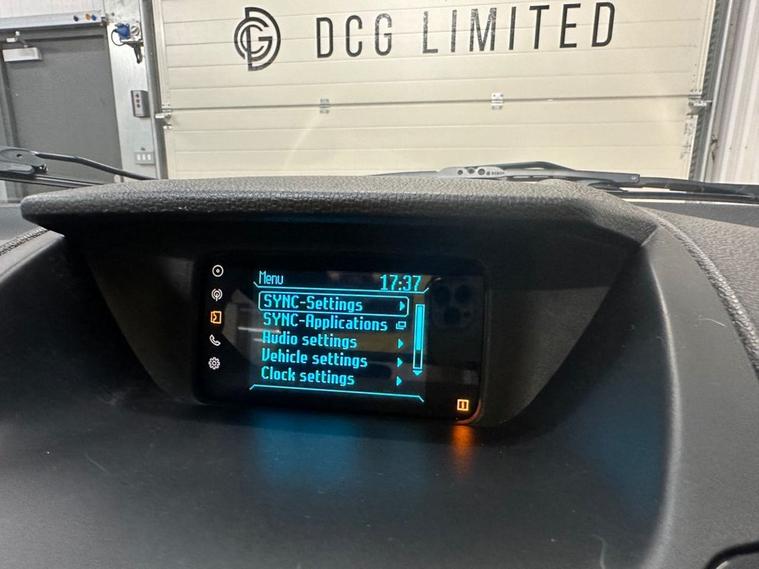 DCG LIMITED
Menu 17:37
SYNC-Settings
SYNC-Applications
Audio settings
Vehicle settings
Clock settings